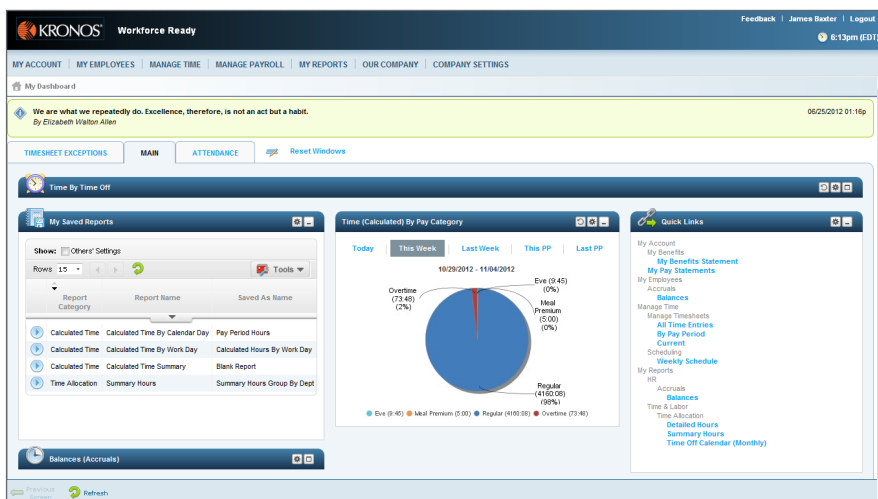 Feedback | James Baxter | Logout
KRONOS® Workforce Ready
6:13pm (EDT)
MY ACCOUNT | MY EMPLOYEES | MANAGE TIME | MANAGE PAYROLL | MY REPORTS | OUR COMPANY | COMPANY SETTINGS
My Dashboard
We are what we repeatedly do. Excellence, therefore, is not an act but a habit.
06/25/2012 01:16p
By Elizabeth Walton Allen
TIMESHEET EXCEPTIONS MAIN ATTENDANCE Reset Windows
Time By Time Off
My Saved Reports
Show: Others' Settings
Rows 15 Tools
Report Category Report Name Saved As Name
Calculated Time Calculated Time By Calendar Day Pay Period Hours
Calculated Time Calculated Time By Work Day Calculated Hours By Work Day
Calculated Time Calculated Time Summary Blank Report
Time Allocation Summary Hours Summary Hours Group By Dept
Balances (Accruals)
Time (Calculated) By Pay Category
Today This Week Last Week This PP Last PP
10/29/2012 - 11/04/2012
Overtime
(73:48)
(2%)
Eve (9:45)
(0%)
Meal
Premium
(5:00)
(0%)
Regular
(4160:08)
(98%)
Eve (9:45) Meal Premium (5:00) Regular (4160:08) Overtime (73:48)
Quick Links
My Account
My Benefits
My Benefits Statement
My Pay Statements
My Employees
Accruals
Balances
Manage Time
Manage Timesheets
All Time Entries
By Pay Period
Current
Scheduling
Weekly Schedule
My Reports
HR
Accruals
Balances
Time & Labor
Time Allocation
Detailed Hours
Summary Hours
Time Off Calendar (Monthly)
Previous
Screen
Refresh